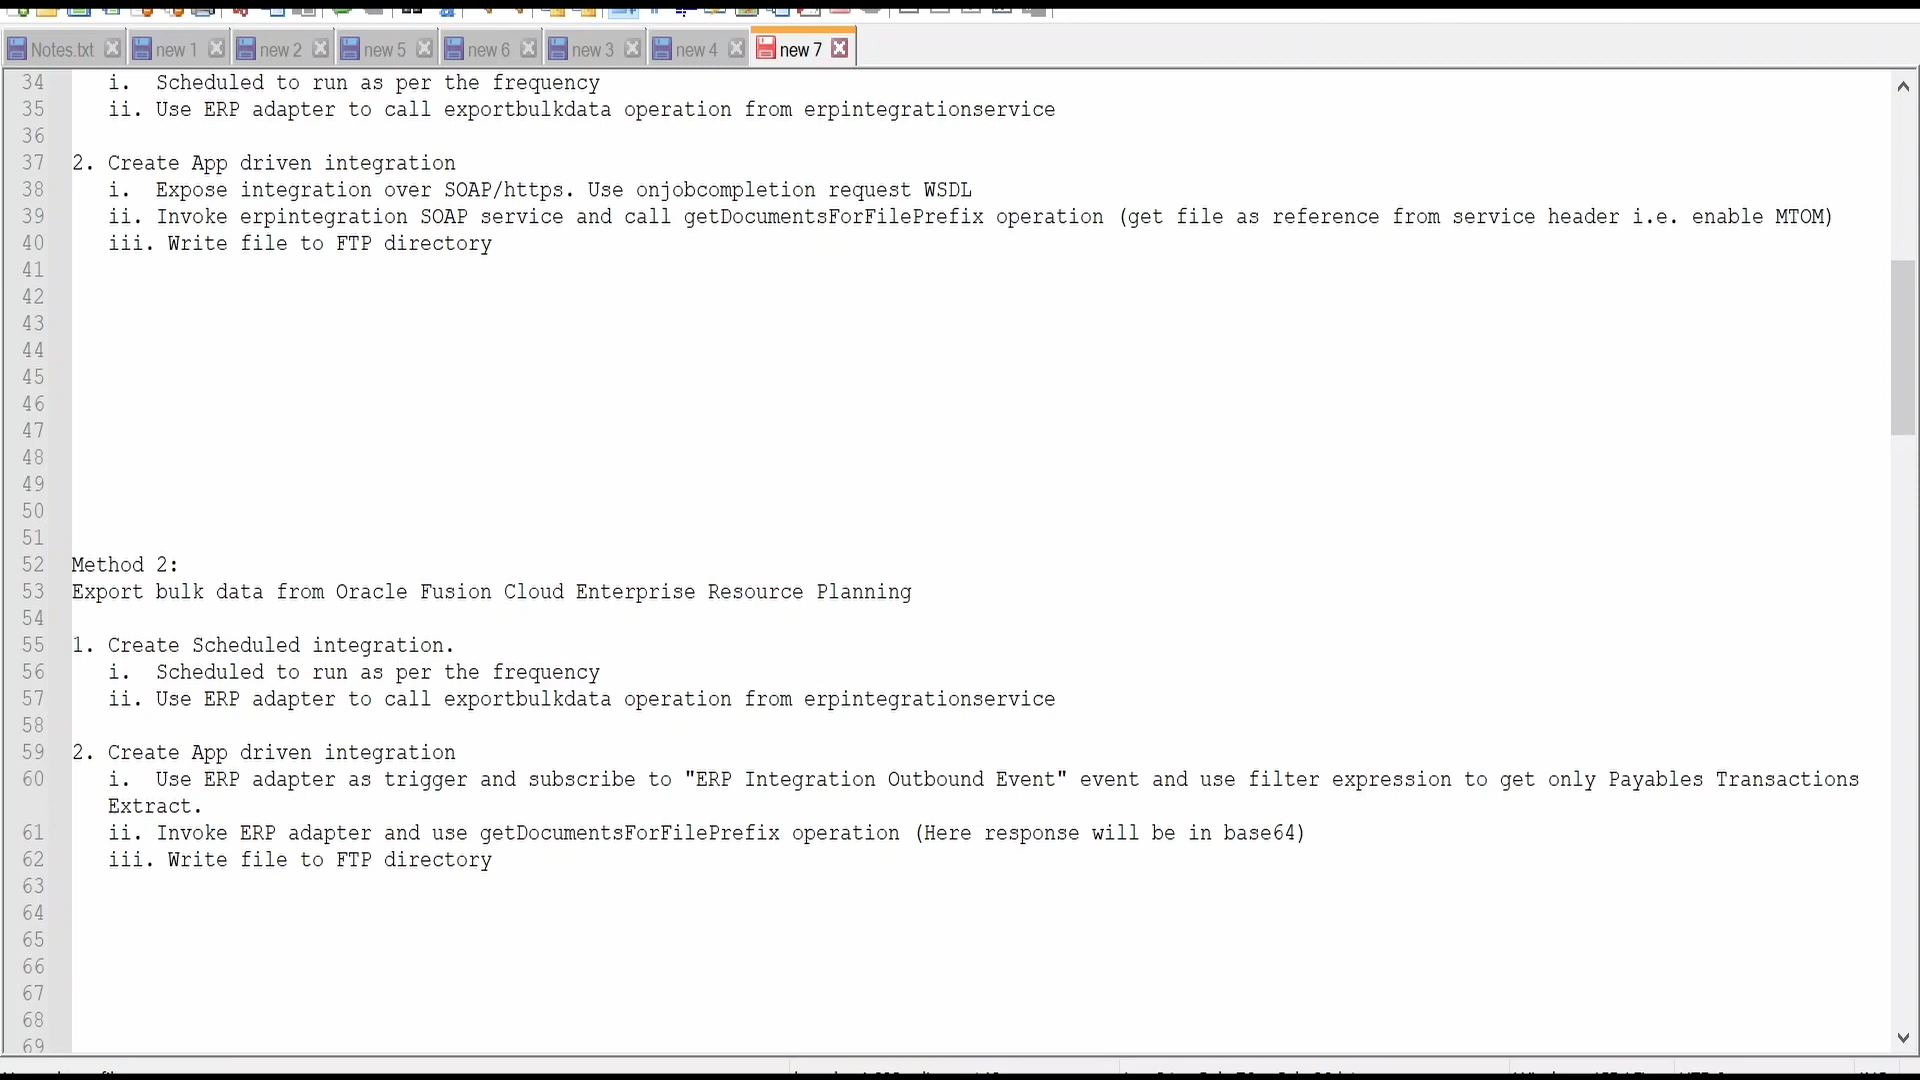 Notes.txt new 1 new 2 new 5 new 6 new 3 new 4 new 7
34 i. Scheduled to run as per the frequency
35 ii. Use ERP adapter to call exportbulkdata operation from erpintegrationservice
36
37 2. Create App driven integration
38 i. Expose integration over SOAP/https. Use onjobcompletion request WSDL
39 ii. Invoke erpintegration SOAP service and call getDocumentsForFilePrefix operation (get file as reference from service header i.e. enable MTOM)
40 iii. Write file to FTP directory
41
42
43
44
45
46
47
48
49
50
51
52 Method 2:
53 Export bulk data from Oracle Fusion Cloud Enterprise Resource Planning
54
55 1. Create Scheduled integration.
56 i. Scheduled to run as per the frequency
57 ii. Use ERP adapter to call exportbulkdata operation from erpintegrationservice
58
59 2. Create App driven integration
60 i. Use ERP adapter as trigger and subscribe to "ERP Integration Outbound Event" event and use filter expression to get only Payables Transactions
Extract.
61 ii. Invoke ERP adapter and use getDocumentsForFilePrefix operation (Here response will be in base64)
62 iii. Write file to FTP directory
63
64
65
66
67
68
69